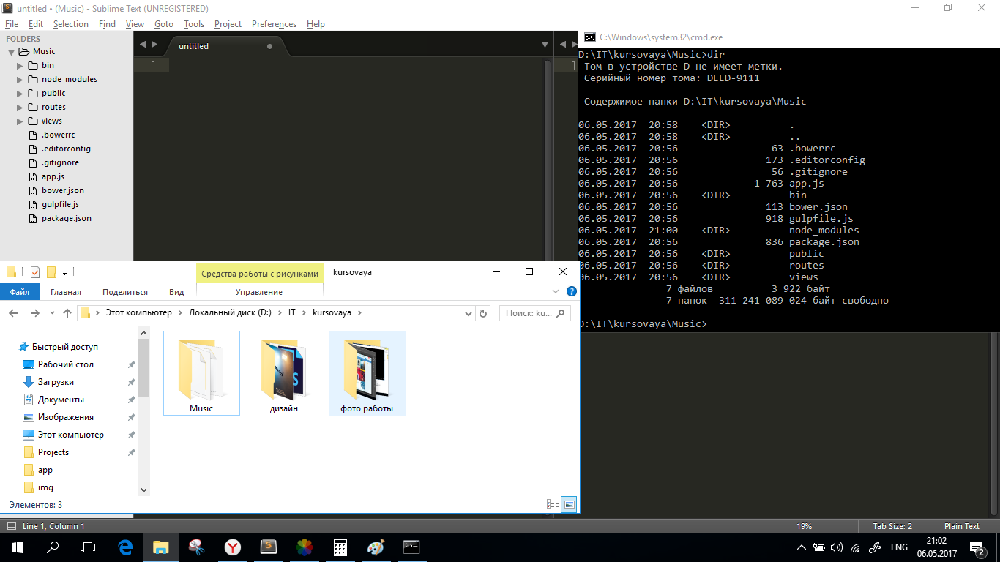 untitled • (Music) - Sublime Text (UNREGISTERED)
File Edit Selection Find View Goto Tools Project Preferences Help
FOLDERS
Music
bin
node_modules
public
routes
views
.bowerrc
.editorconfig
.gitignore
app.js
bower.json
gulpfile.js
package.json
untitled
1
1
C:\Windows\system32\cmd.exe
D:\IT\kursovaya\Music>dir
Том в устройстве D не имеет метки.
Серийный номер тома: DEED-9111
Содержимое папки D:\IT\kursovaya\Music
06.05.2017 20:58 <DIR> .
06.05.2017 20:58 <DIR> ..
06.05.2017 20:56 63 .bowerrc
06.05.2017 20:56 173 .editorconfig
06.05.2017 20:56 56 .gitignore
06.05.2017 20:56 1 763 app.js
06.05.2017 20:56 <DIR> bin
06.05.2017 20:56 113 bower.json
06.05.2017 20:56 918 gulpfile.js
06.05.2017 21:00 <DIR> node_modules
06.05.2017 20:56 836 package.json
06.05.2017 20:56 <DIR> public
06.05.2017 20:56 <DIR> routes
06.05.2017 20:56 <DIR> views
7 файлов 3 922 байт
7 папок 311 241 089 024 байт свободно
D:\IT\kursovaya\Music>
Средства работы с рисунками kursovaya
Файл Главная Поделиться Вид Управление
Этот компьютер Локальный диск (D:) IT kursovaya
Поиск: ku...
Быстрый доступ
Рабочий стол
Загрузки
Документы
Изображения
Этот компьютер
Projects
app
img
Music
дизайн
фото работы
Элементов: 3
Line 1, Column 1
19% Tab Size: 2 Plain Text
ENG
21:02
06.05.2017
2